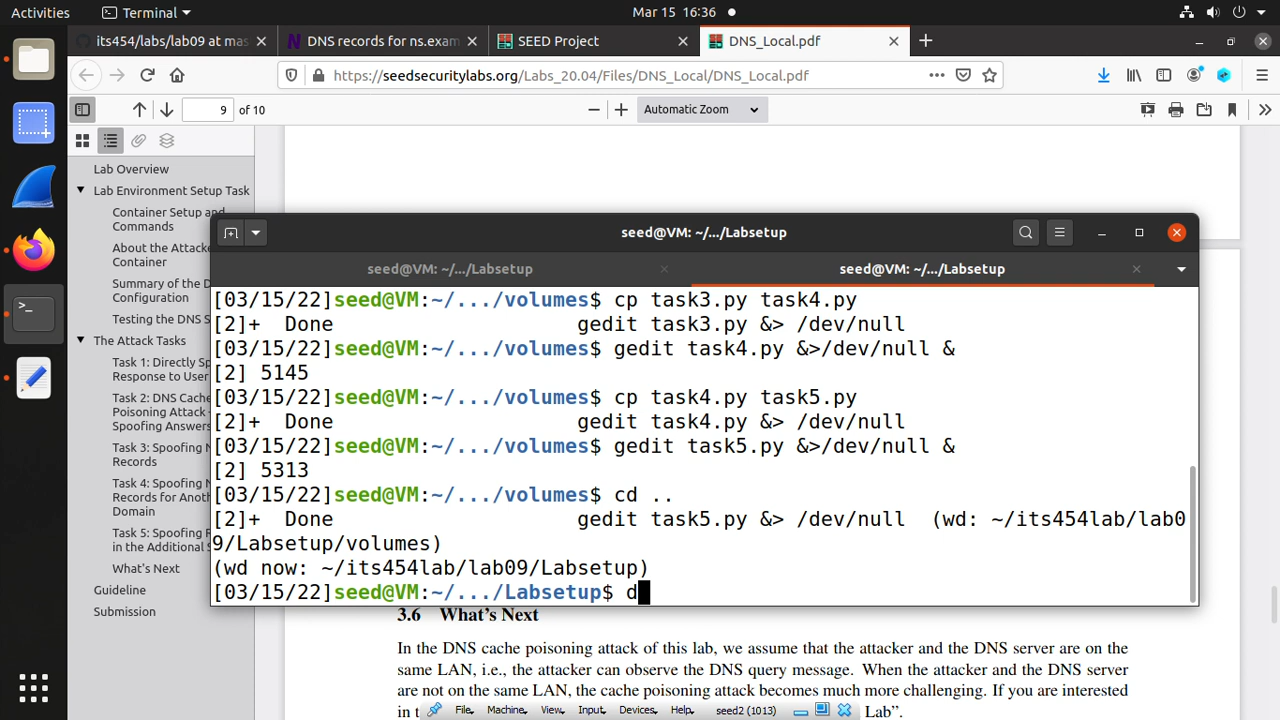 Activities
Terminal
Mar 15 16:36
its454/labs/lab09 at mas
DNS records for ns.exam
SEED Project
DNS_Local.pdf
https://seedsecuritylabs.org/Labs_20.04/Files/DNS_Local/DNS_Local.pdf
9 of 10
Automatic Zoom
Lab Overview
Lab Environment Setup Task
Container Setup and
Commands
About the Attacke
Container
Summary of the D
Configuration
Testing the DNS S
The Attack Tasks
Task 1: Directly Sp
Response to User
Task 2: DNS Cache
Poisoning Attack
Spoofing Answers
Task 3: Spoofing N
Records
Task 4: Spoofing N
Records for Anot
Domain
Task 5: Spoofing R
in the Additional S
What's Next
Guideline
Submission
seed@VM: ~/.../Labsetup
seed@VM: ~/.../Labsetup
seed@VM: ~/.../Labsetup
[03/15/22]seed@VM:~/.../volumes$ cp task3.py task4.py
[2]+  Done                    gedit task3.py &> /dev/null
[03/15/22]seed@VM:~/.../volumes$ gedit task4.py &>/dev/null &
[2] 5145
[03/15/22]seed@VM:~/.../volumes$ cp task4.py task5.py
[2]+  Done                    gedit task4.py &> /dev/null
[03/15/22]seed@VM:~/.../volumes$ gedit task5.py &>/dev/null &
[2] 5313
[03/15/22]seed@VM:~/.../volumes$ cd ..
[2]+  Done                    gedit task5.py &> /dev/null  (wd: ~/its454lab/lab0
9/Labsetup/volumes)
(wd now: ~/its454lab/lab09/Labsetup)
[03/15/22]seed@VM:~/.../Labsetup$ d
3.6 What's Next
In the DNS cache poisoning attack of this lab, we assume that the attacker and the DNS server are on the
same LAN, i.e., the attacker can observe the DNS query message. When the attacker and the DNS server
are not on the same LAN, the cache poisoning attack becomes much more challenging. If you are interested
in t
Lab".
File
Machine
View
Input
Devices
Help
seed2 (1013)